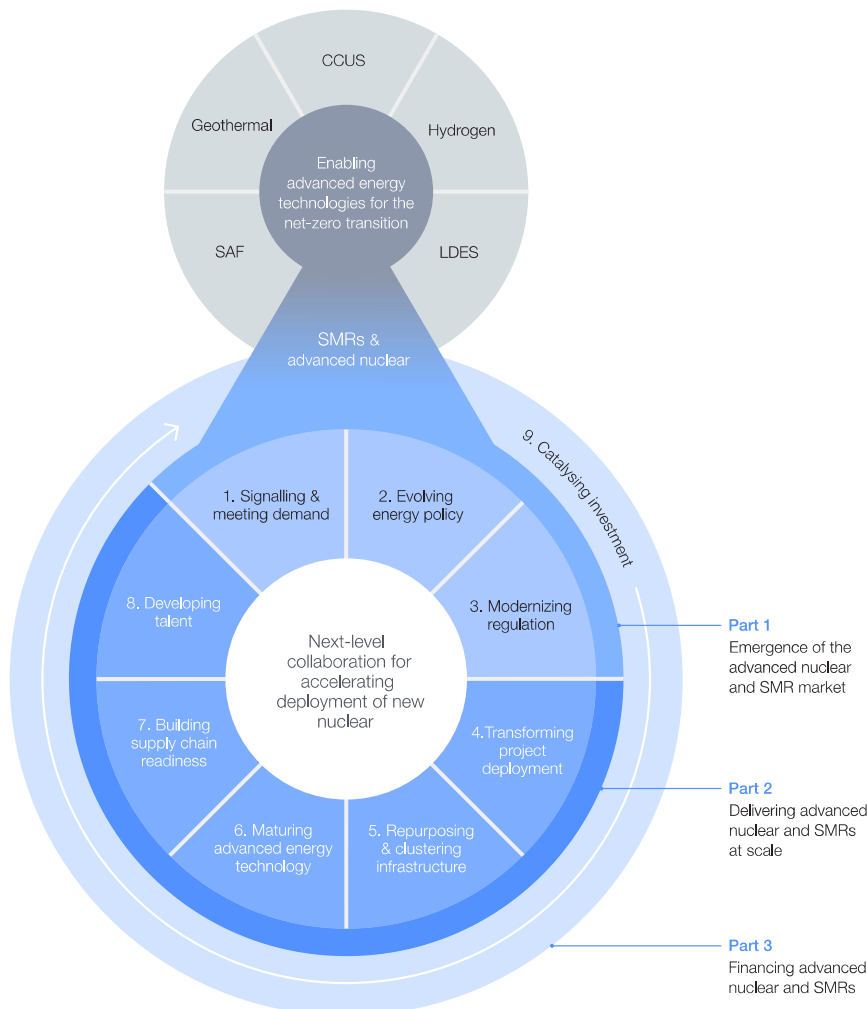 CCUS
Geothermal
Hydrogen
Enabling
advanced energy
technologies for the
net-zero transition
SAF
LDES
SMRs &
advanced nuclear
9. Catalysing investment
1. Signalling &
meeting demand
2. Evolving
energy policy
3. Modernizing
regulation
4.Transforming
project
deployment
5. Repurposing
& clustering
infrastructure
6. Maturing
advanced energy
technology
7. Building
supply chain
readiness
8. Developing
talent
Next-level
collaboration for
accelerating
deployment of new
nuclear
Part 1
Emergence of the
advanced nuclear
and SMR market
Part 2
Delivering advanced
nuclear and SMRs
at scale
Part 3
Financing advanced
nuclear and SMRs